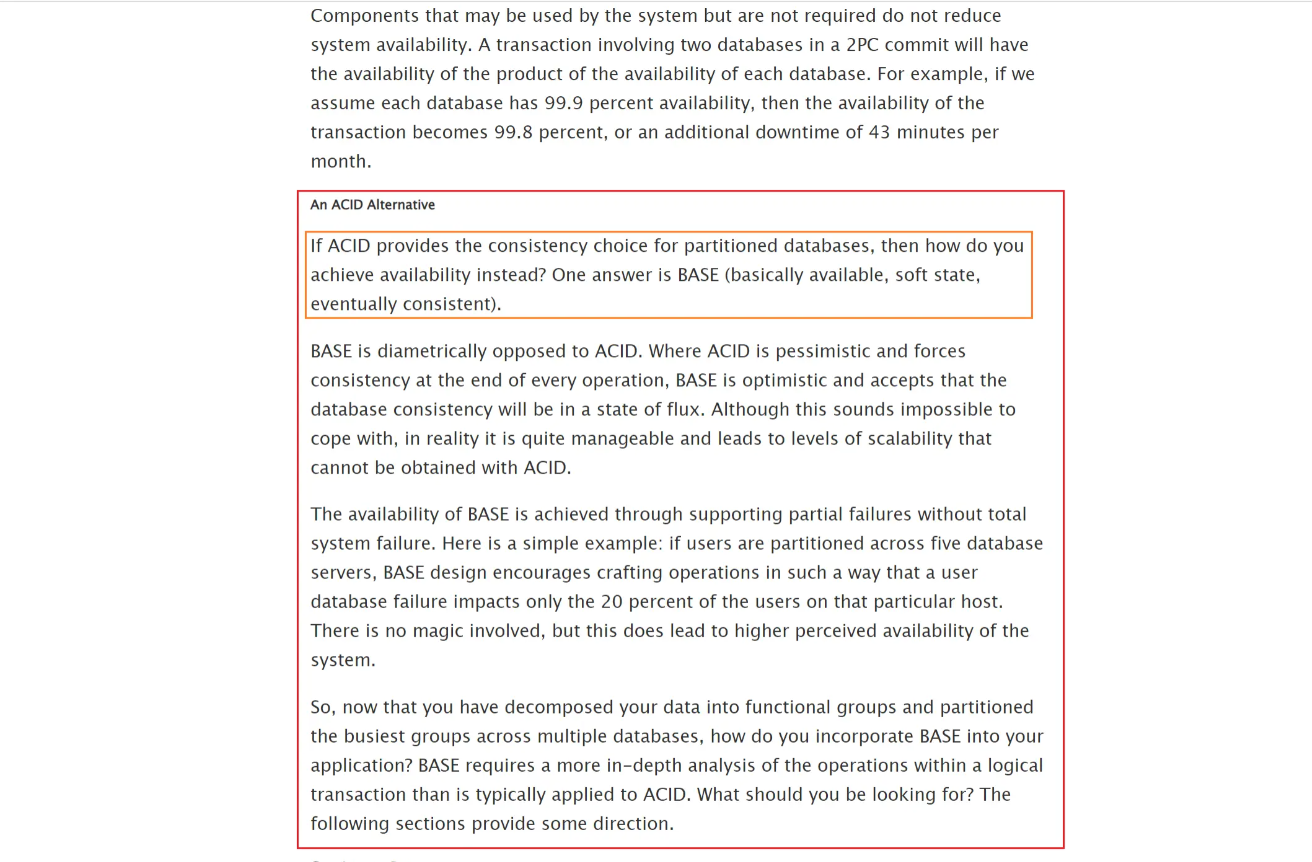 Components that may be used by the system but are not required do not reduce
system availability. A transaction involving two databases in a 2PC commit will have
the availability of the product of the availability of each database. For example, if we
assume each database has 99.9 percent availability, then the availability of the
transaction becomes 99.8 percent, or an additional downtime of 43 minutes per
month.
An ACID Alternative
If ACID provides the consistency choice for partitioned databases, then how do you
achieve availability instead? One answer is BASE (basically available, soft state,
eventually consistent).
BASE is diametrically opposed to ACID. Where ACID is pessimistic and forces
consistency at the end of every operation, BASE is optimistic and accepts that the
database consistency will be in a state of flux. Although this sounds impossible to
cope with, in reality it is quite manageable and leads to levels of scalability that
cannot be obtained with ACID.
The availability of BASE is achieved through supporting partial failures without total
system failure. Here is a simple example: if users are partitioned across five database
servers, BASE design encourages crafting operations in such a way that a user
database failure impacts only the 20 percent of the users on that particular host.
There is no magic involved, but this does lead to higher perceived availability of the
system.
So, now that you have decomposed your data into functional groups and partitioned
the busiest groups across multiple databases, how do you incorporate BASE into your
application? BASE requires a more in-depth analysis of the operations within a logical
transaction than is typically applied to ACID. What should you be looking for? The
following sections provide some direction.